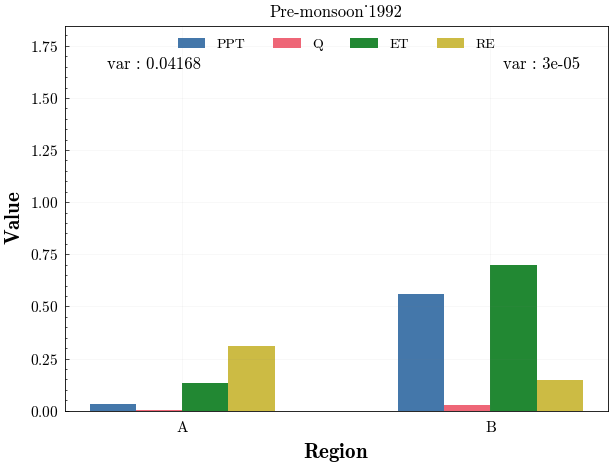 Pre-monsoon˙1992
PPT Q ET RE
var : 0.04168
var : 3e-05
1.75
1.50
1.25
1.00
0.75
0.50
0.25
0.00
Value
A B
Region